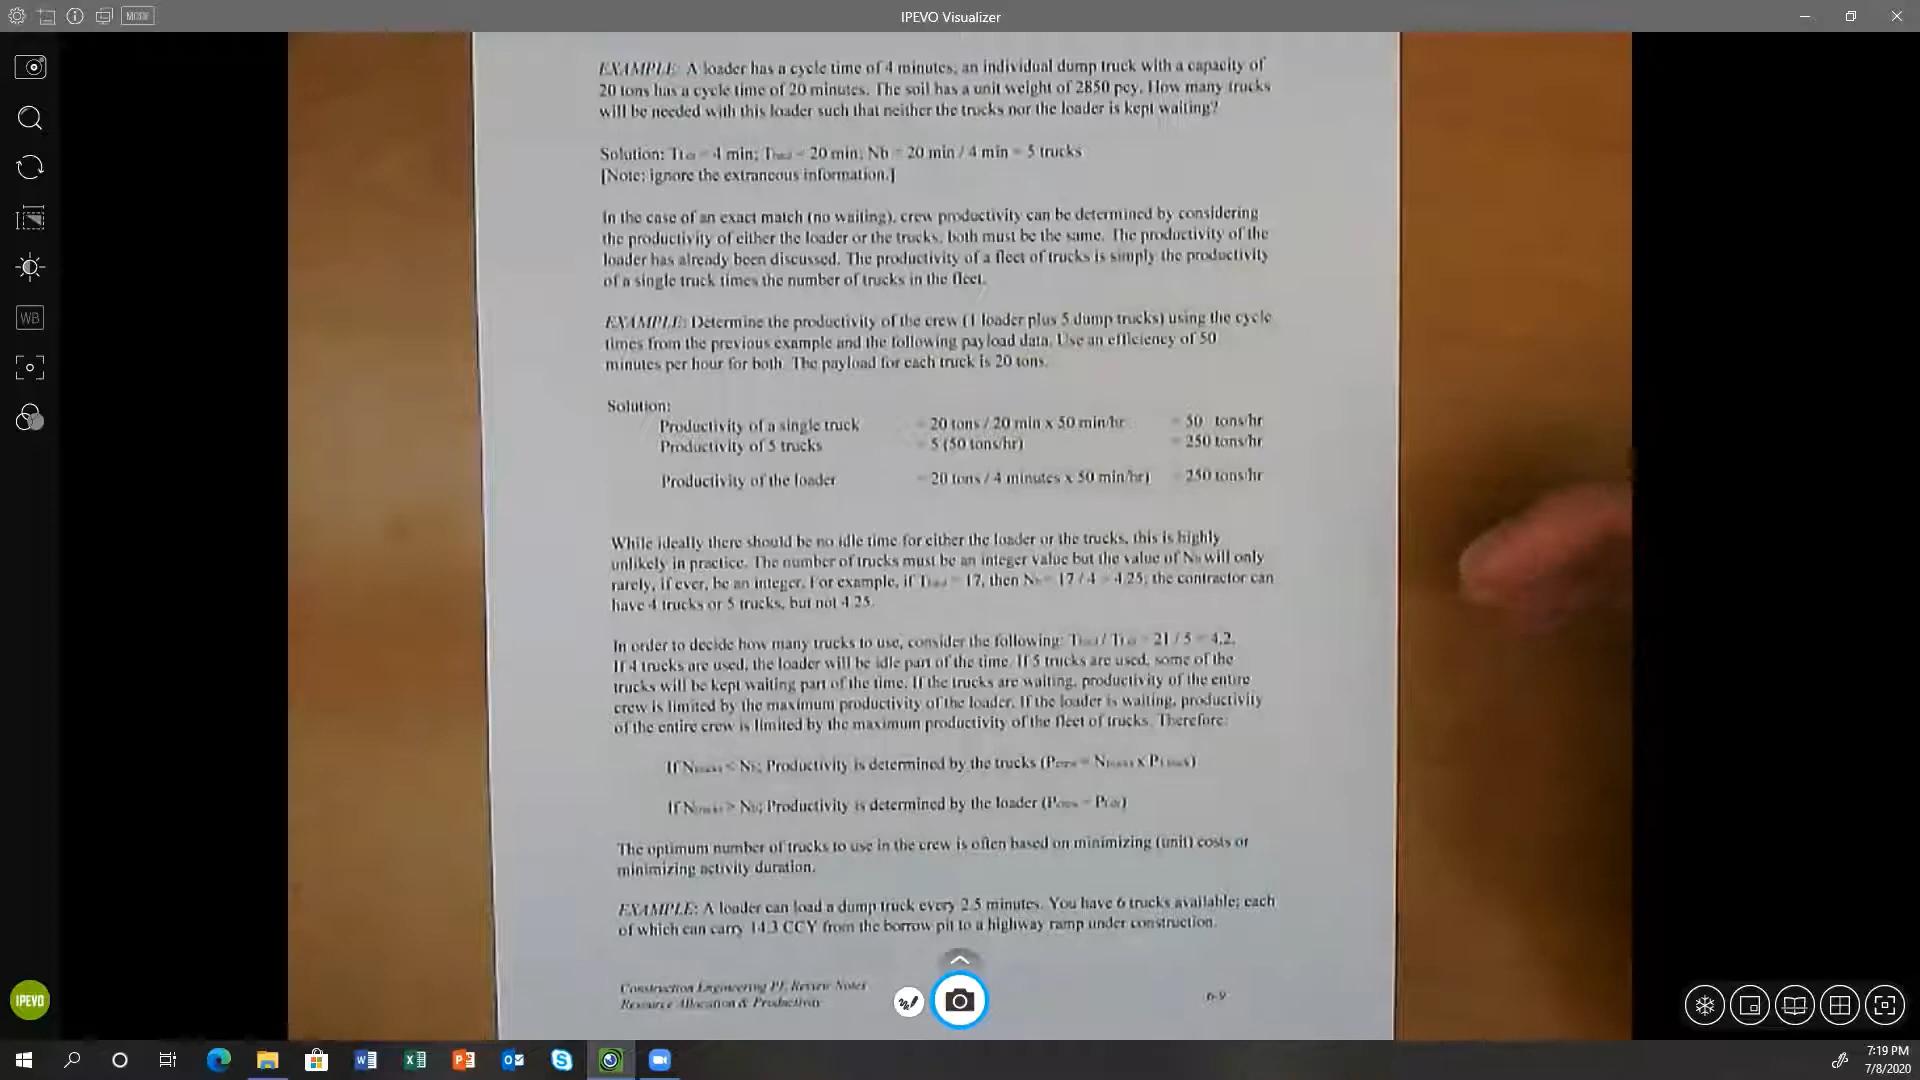 MODE
IPEVO Visualizer
EXAMPLE: A loader has a cycle time of 4 minutes, an individual dump truck with a capacity of
20 tons has a cycle time of 20 minutes. The soil has a unit weight of 2850 pcy. How many trucks
will be needed with this loader such that neither the trucks nor the loader is kept waiting?
Solution: 4 min; 20 min; Nb = 20 min / 4 min = 5 trucks
[Note: ignore the extraneous information.]
In the case of an exact match (no waiting), crew productivity can be determined by considering
the productivity of either the loader or the trucks, both must be the same. The productivity of the
loader has already been discussed. The productivity of a fleet of trucks is simply the productivity
of a single truck times the number of trucks in the fleet.
EXAMPLE: Determine the productivity of the crew (1 loader plus 5 dump trucks) using the cycle
times from the previous example and the following payload data. Use an efficiency of 50
minutes per hour for both. The payload for each truck is 20 tons.
Solution:
Productivity of a single truck = 20 tons / 20 min x 50 min/hr = 50 tons/hr
Productivity of 5 trucks = 5 (50 tons/hr) = 250 tons/hr
Productivity of the loader = 20 tons / 4 minutes x 50 min/hr) = 250 tons/hr
While ideally there should be no idle time for either the loader or the trucks, this is highly
unlikely in practice. The number of trucks must be an integer value but the value of Nb will only
rarely, if ever, be an integer. For example, if = 17, then Nb = 17 / 4 = 4.25; the contractor can
have 4 trucks or 5 trucks, but not 4.25.
In order to decide how many trucks to use, consider the following: = 21 / 5 = 4.2.
If 4 trucks are used, the loader will be idle part of the time. If 5 trucks are used, some of the
trucks will be kept waiting part of the time. If the trucks are waiting, productivity of the entire
crew is limited by the maximum productivity of the loader. If the loader is waiting, productivity
of the entire crew is limited by the maximum productivity of the fleet of trucks. Therefore:
If Ntrucks < Nb; Productivity is determined by the trucks (Pcrew = Ntrucks x Ptruck)
If Ntrucks > Nb; Productivity is determined by the loader (Pcrew =
The optimum number of trucks to use in the crew is often based on minimizing (unit) costs or
minimizing activity duration.
EXAMPLE: A loader can load a dump truck every 2.5 minutes. You have 6 trucks available; each
of which can carry 14.3 CCY from the borrow pit to a highway ramp under construction.
Construction Engineering PE Review Notes
Resource Allocation & Productivity
6-9
WB
IPEVO
7:19 PM
7/8/2020